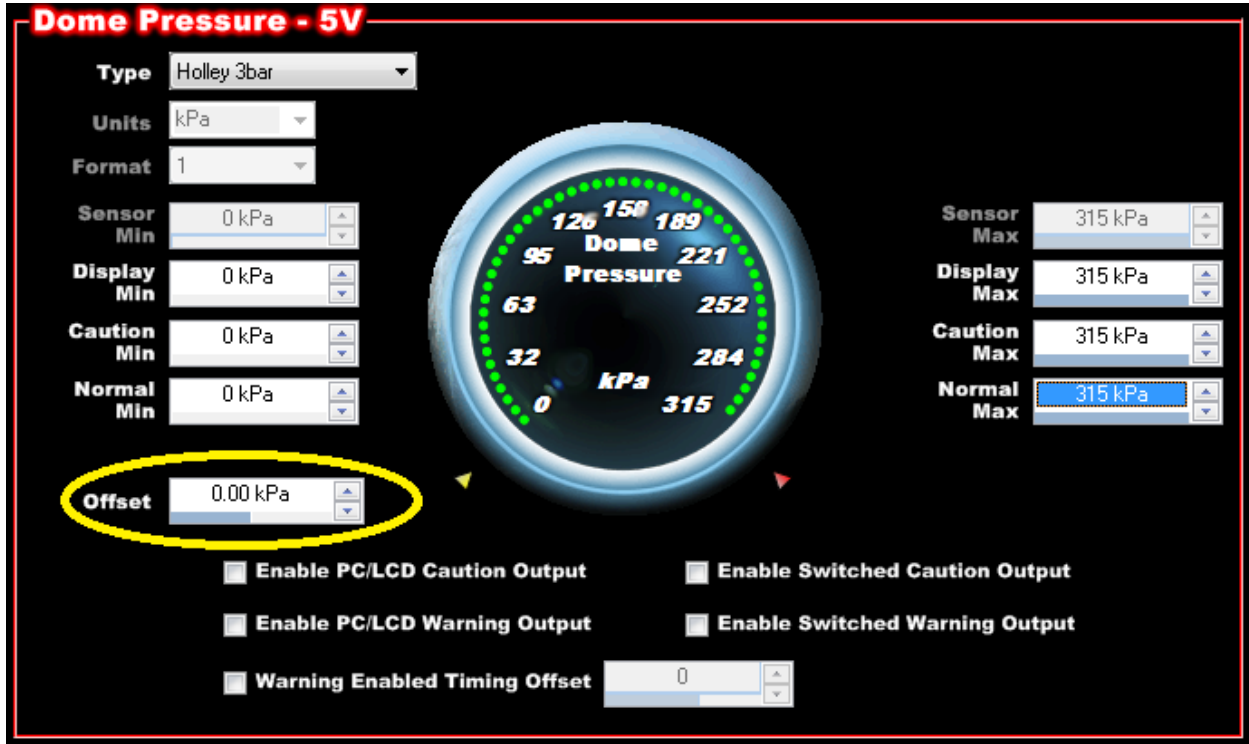 Dome Pressure - 5V
Type Holley 3bar
Units kPa
Format 1
Sensor Min 0 kPa
Display Min 0 kPa
Caution Min 0 kPa
Normal Min 0 kPa
Offset 0.00 kPa
126 158 189
95 Dome 221
Pressure
63 252
32 284
kPa
0 315
Sensor Max 315 kPa
Display Max 315 kPa
Caution Max 315 kPa
Normal Max 315 kPa
Enable PC/LCD Caution Output Enable Switched Caution Output
Enable PC/LCD Warning Output Enable Switched Warning Output
Warning Enabled Timing Offset 0